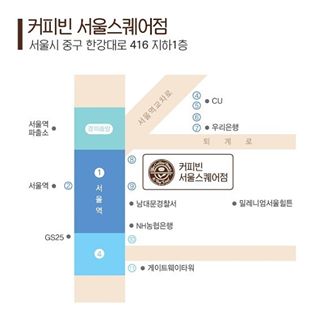 커피빈 서울스퀘어점
서울시 중구 한강대로 416 지하1층
서울역교차로
④
⑤
⑥
CU
⑦
우리은행
서울역
파출소
퇴계로
⑧
커피빈
서울스퀘어점
①
서울역
서울역
②
⑨
남대문경찰서
밀레니엄서울힐튼
NH농협은행
GS25
⑩
④
⑪
게이트웨이타워